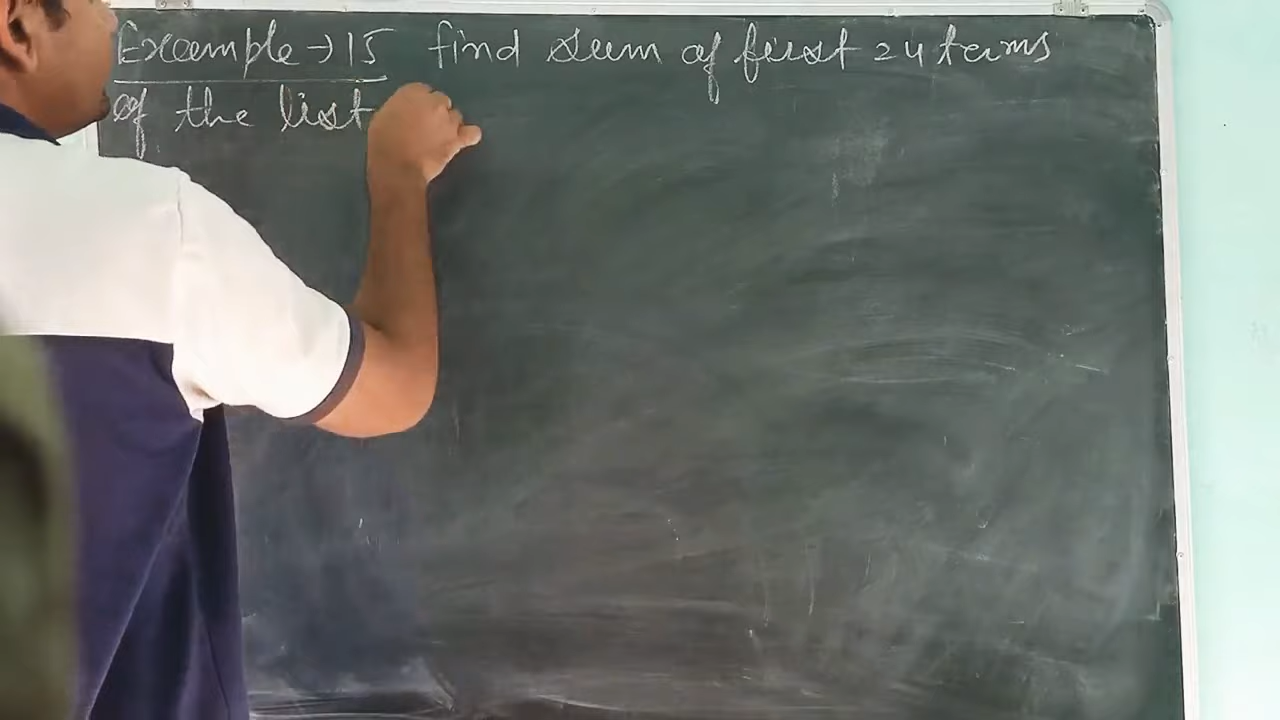 Example → 15 find sum of first 24 terms
of the list